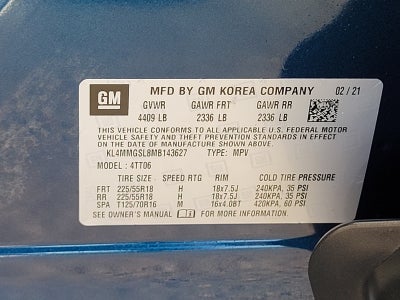 GM
MFD BY GM KOREA COMPANY 02/21
GVWR GAWR FRT GAWR RR
4409 LB 2336 LB 2336 LB
THIS VEHICLE CONFORMS TO ALL APPLICABLE U.S. FEDERAL MOTOR
VEHICLE SAFETY AND THEFT PREVENTION STANDARDS IN EFFECT ON
THE DATE OF MANUFACTURE SHOWN ABOVE.
KL4MMGSL8MB143627 TYPE: MPV
MODEL : 4TT06
TIRE SIZE SPEED RTG RIM COLD TIRE PRESSURE
FRT 225/55R18 H 18x7.5J 240KPA, 35 PSI
RR 225/55R18 H 18x7.5J 240KPA, 35 PSI
SPA T125/70R16 M 16x4.0BT 420KPA, 60 PSI
SEE OWNER'S MANUAL FOR MORE INFORMATION.